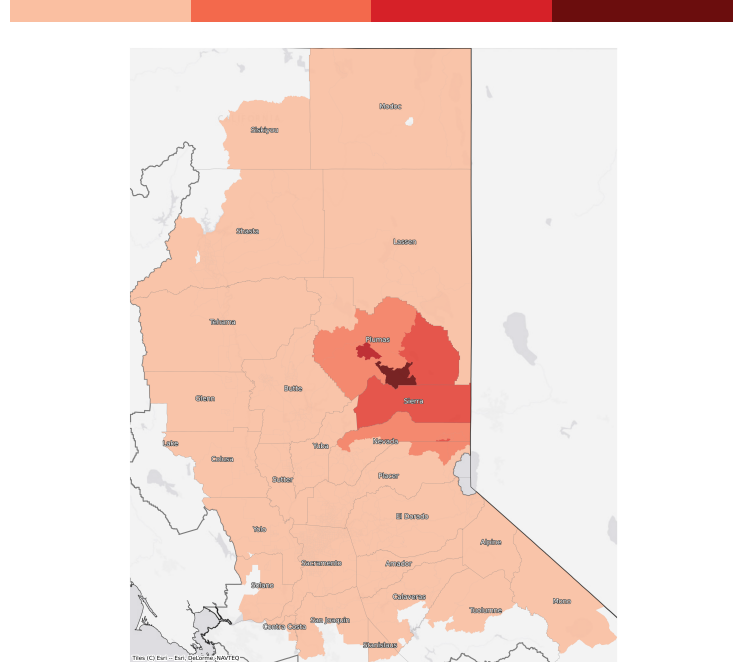 Modoc
Siskiyou
Shasta
Lassen
Tehama
Plumas
Butte
Glenn
Sierra
Lake
Nevada
Yuba
Colusa
Placer
Sutter
El Dorado
Yolo
Alpine
Sacramento
Amador
Solano
Calaveras
Mono
Tuolumne
San Joaquin
Contra Costa
Stanislaus
Tiles (C) Esri -- Esri, DeLorme, NAVTEQ